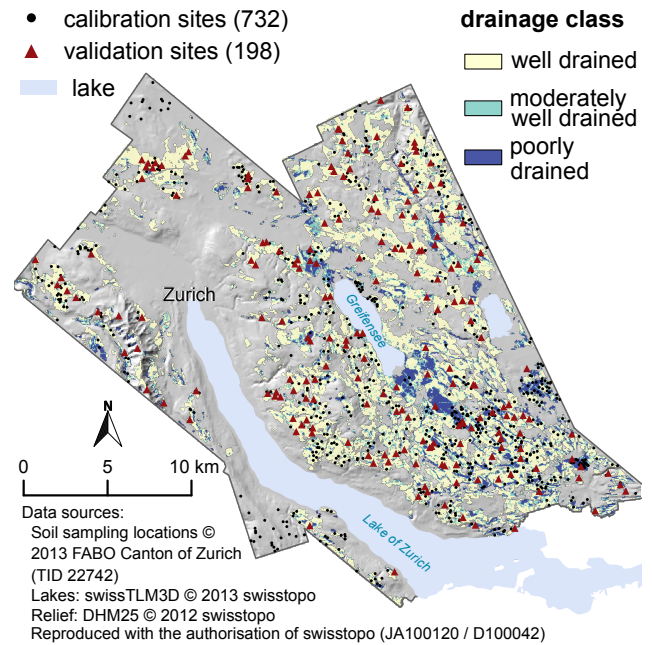 calibration sites (732)
validation sites (198)
lake
drainage class
well drained
moderately
well drained
poorly
drained
Zurich
Greifensee
Lake of Zurich
N
0 5 10 km
Data sources:
Soil sampling locations ©
2013 FABO Canton of Zurich
(TID 22742)
Lakes: swissTLM3D © 2013 swisstopo
Relief: DHM25 © 2012 swisstopo
Reproduced with the authorisation of swisstopo (JA100120 / D100042)